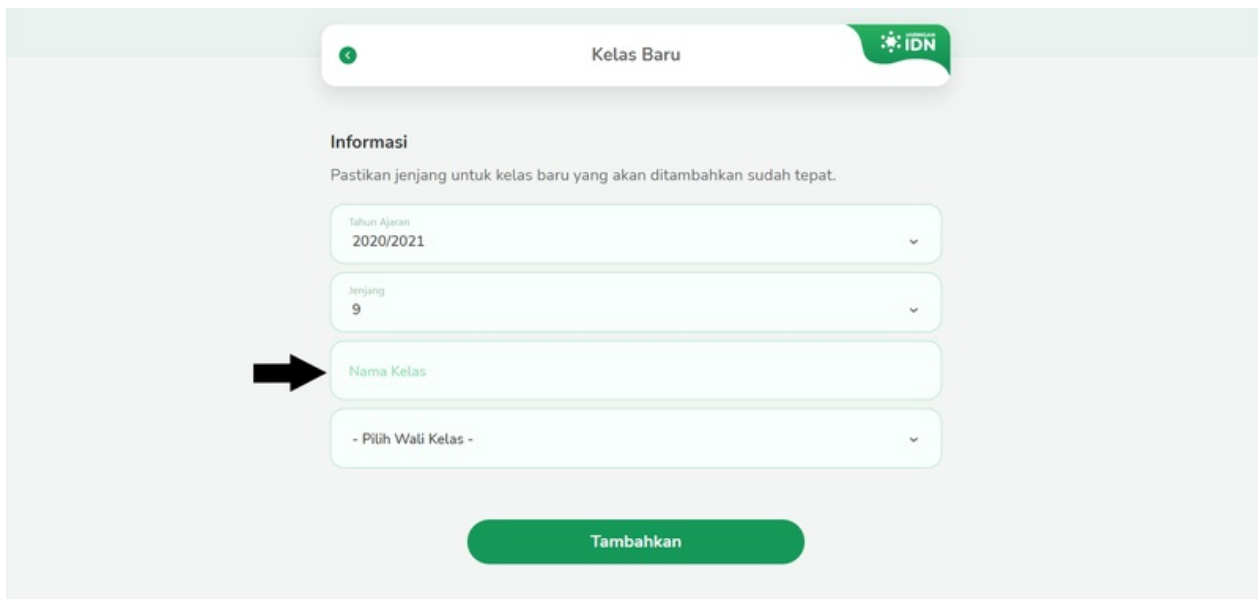 Kelas Baru
JARINGAN
IDN
Informasi
Pastikan jenjang untuk kelas baru yang akan ditambahkan sudah tepat.
Tahun Ajaran
2020/2021
Jenjang
9
Nama Kelas
- Pilih Wali Kelas -
Tambahkan